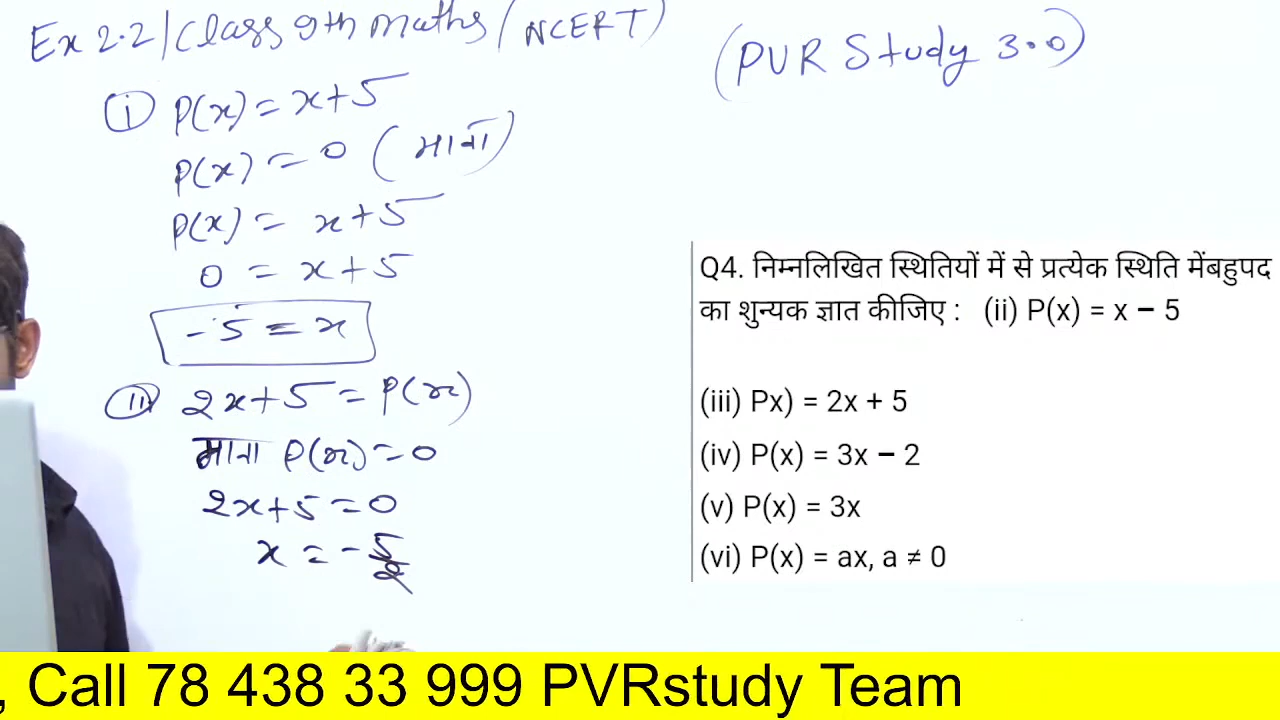 Ex 2.2/Class 9th maths/(NCERT)
(PVR Study 3.0)
(i) P(x) = x+5
P(x) = 0 (माना)
P(x) = x+5
0 = x+5
-5 = x
(ii) 2x+5 = P(x)
माना P(x) = 0
2x+5 = 0
x = -5/2
Q4. निम्नलिखित स्थितियों में से प्रत्येक स्थिति मेंबहुपद
का शुन्यक ज्ञात कीजिए : (ii) P(x) = x – 5
(iii) Px) = 2x + 5
(iv) P(x) = 3x – 2
(v) P(x) = 3x
(vi) P(x) = ax, a ≠ 0
, Call 78 438 33 999 PVRstudy Team